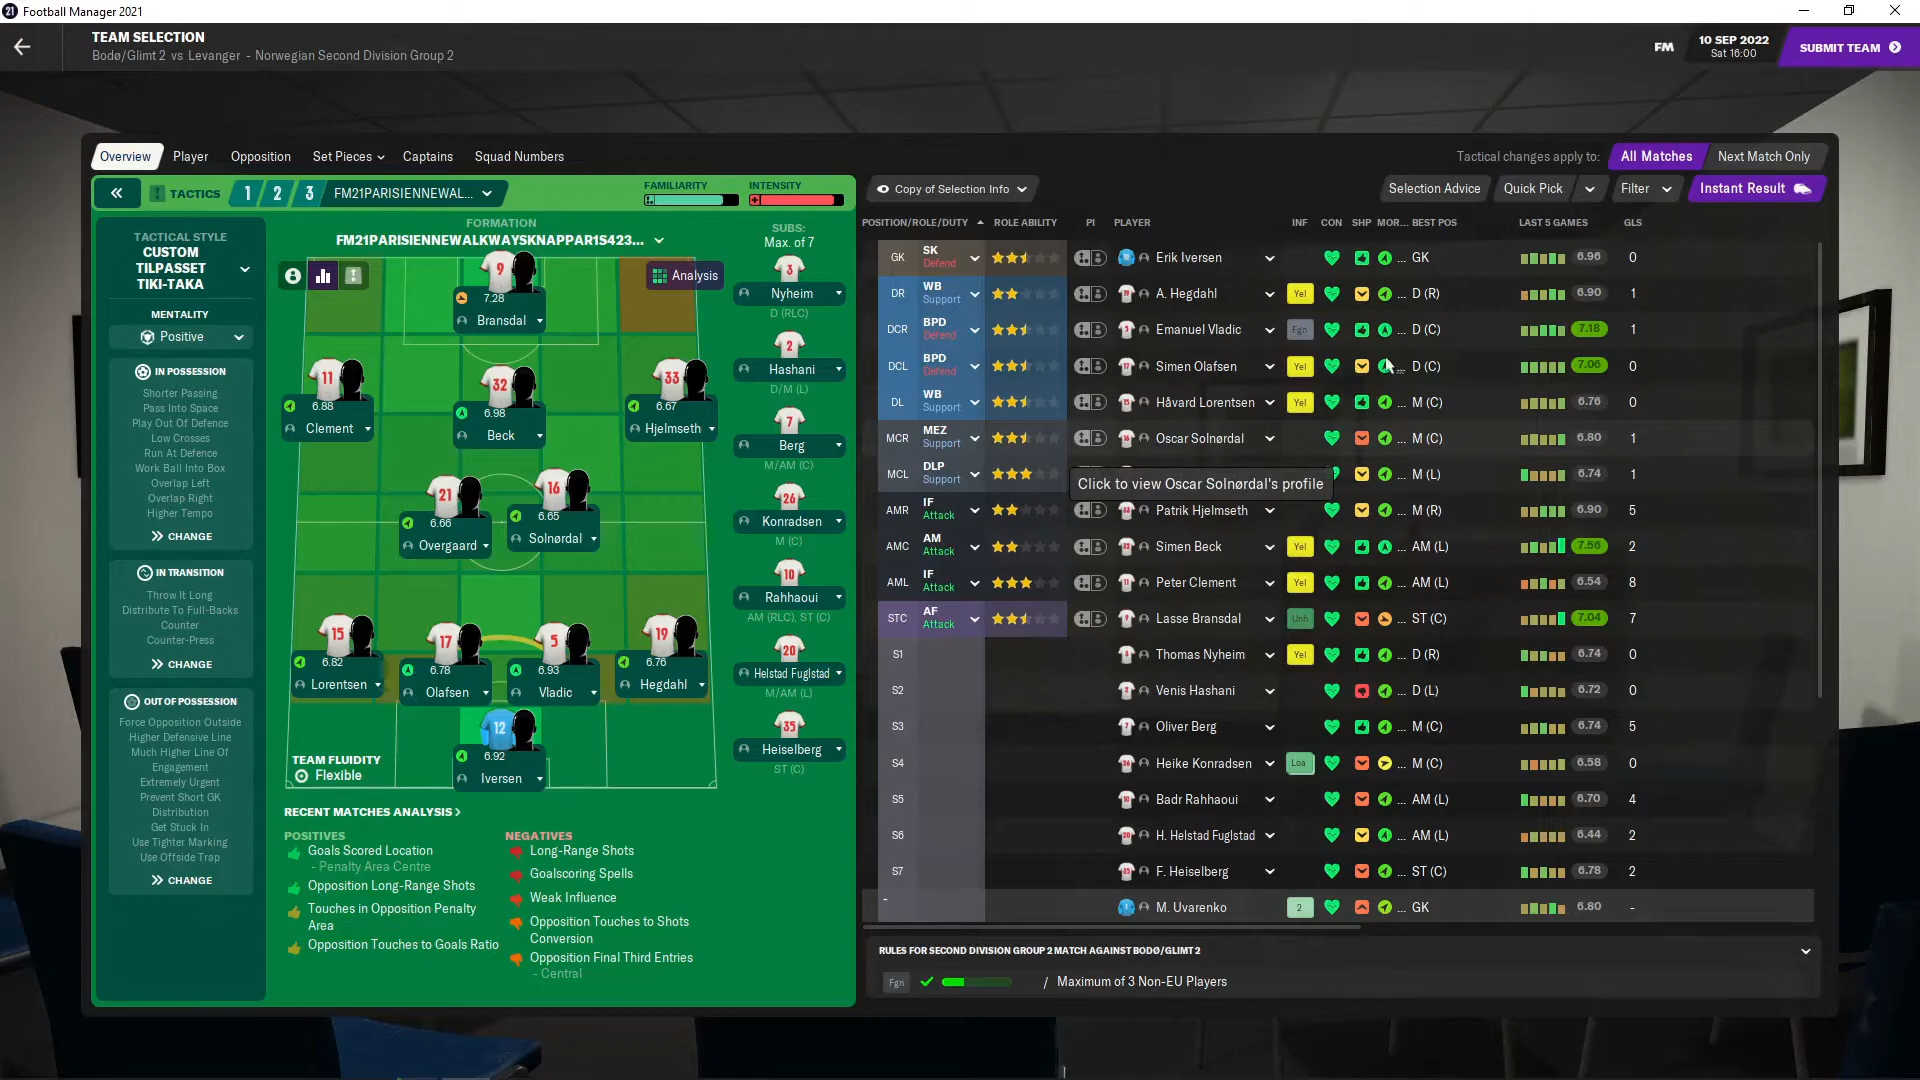 Football Manager 2021
TEAM SELECTION
Bodø/Glimt 2 vs Levanger - Norwegian Second Division Group 2
FM
10 SEP 2022
Sat 16:00
SUBMIT TEAM
Overview
Player
Opposition
Set Pieces
Captains
Squad Numbers
Tactical changes apply to:
All Matches
Next Match Only
TACTICS
1
2
3
FM21PARISIENNEWAL...
FAMILIARITY
INTENSITY
Copy of Selection Info
Selection Advice
Quick Pick
Filter
Instant Result
TACTICAL STYLE
CUSTOM
TILPASSET
TIKI-TAKA
MENTALITY
Positive
IN POSSESSION
Shorter Passing
Pass Into Space
Play Out Of Defence
Low Crosses
Run At Defence
Work Ball Into Box
Overlap Left
Overlap Right
Higher Tempo
CHANGE
IN TRANSITION
Throw It Long
Distribute To Full-Backs
Counter
Counter-Press
CHANGE
OUT OF POSSESSION
Force Opposition Outside
Higher Defensive Line
Much Higher Line Of
Engagement
Extremely Urgent
Prevent Short GK
Distribution
Get Stuck In
Use Tighter Marking
Use Offside Trap
CHANGE
FORMATION
FM21PARISIENNEWALKWAYSKNAPPAR1S423...
Analysis
9
7.28
Bransdal
11
6.88
Clement
32
6.98
Beck
33
6.67
Hjelmseth
21
6.66
Overgaard
16
6.65
Solnørdal
15
6.82
Lorentsen
17
6.78
Olafsen
5
6.93
Vladic
19
6.76
Hegdahl
12
6.92
Iversen
TEAM FLUIDITY
Flexible
SUBS:
Max. of 7
3
Nyheim
D (RLC)
2
Hashani
D/M (L)
7
Berg
M/AM (C)
26
Konradsen
M (C)
10
Rahhaoui
AM (RLC), ST (C)
20
Helstad Fuglstad
M/AM (L)
35
Heiselberg
ST (C)
RECENT MATCHES ANALYSIS >
POSITIVES
Goals Scored Location
- Penalty Area Centre
Opposition Long-Range Shots
Touches in Opposition Penalty
Area
Opposition Touches to Goals Ratio
NEGATIVES
Long-Range Shots
Goalscoring Spells
Weak Influence
Opposition Touches to Shots
Conversion
Opposition Final Third Entries
- Central
POSITION/ROLE/DUTY ROLE ABILITY PI PLAYER INF CON SHP MOR... BEST POS LAST 5 GAMES GLS
GK SK Defend Erik Iversen ... GK 6.96 0
DR WB Support A. Hegdahl Yel ... D (R) 6.90 1
DCR BPD Defend Emanuel Vladic Fgn ... D (C) 7.18 1
DCL BPD Defend Simen Olafsen Yel ... D (C) 7.06 0
DL WB Support Håvard Lorentsen Yel ... M (C) 6.76 0
MCR MEZ Support Oscar Solnørdal ... M (C) 6.80 1
MCL DLP Support ... M (L) 6.74 1
Click to view Oscar Solnørdal's profile
AMR IF Attack Patrik Hjelmseth ... M (R) 6.90 5
AMC AM Attack Simen Beck Yel ... AM (L) 7.56 2
AML IF Attack Peter Clement Yel ... AM (L) 6.54 8
STC AF Attack Lasse Bransdal Unh ... ST (C) 7.04 7
S1 Thomas Nyheim Yel ... D (R) 6.74 0
S2 Venis Hashani ... D (L) 6.72 0
S3 Oliver Berg ... M (C) 6.74 5
S4 Heike Konradsen Loa ... M (C) 6.58 0
S5 Badr Rahhaoui ... AM (L) 6.70 4
S6 H. Helstad Fuglstad ... AM (L) 6.44 2
S7 F. Heiselberg ... ST (C) 6.78 2
- M. Uvarenko 2 ... GK 6.80 -
RULES FOR SECOND DIVISION GROUP 2 MATCH AGAINST BODØ/GLIMT 2
Fgn / Maximum of 3 Non-EU Players